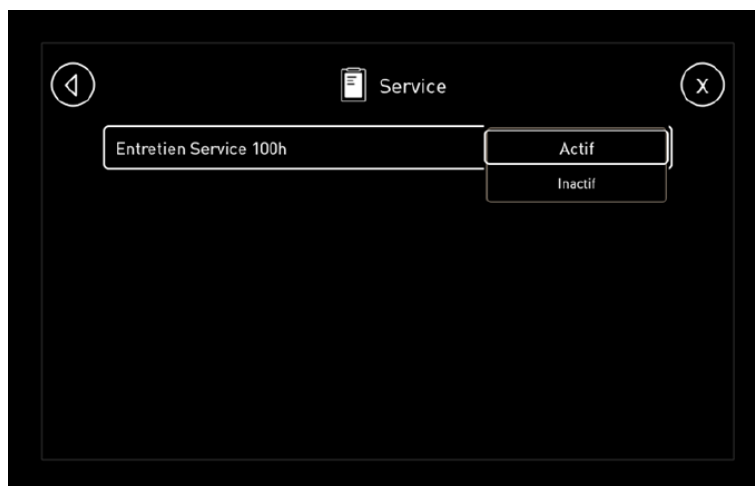 Service
X
Entretien Service 100h
Actif
Inactif